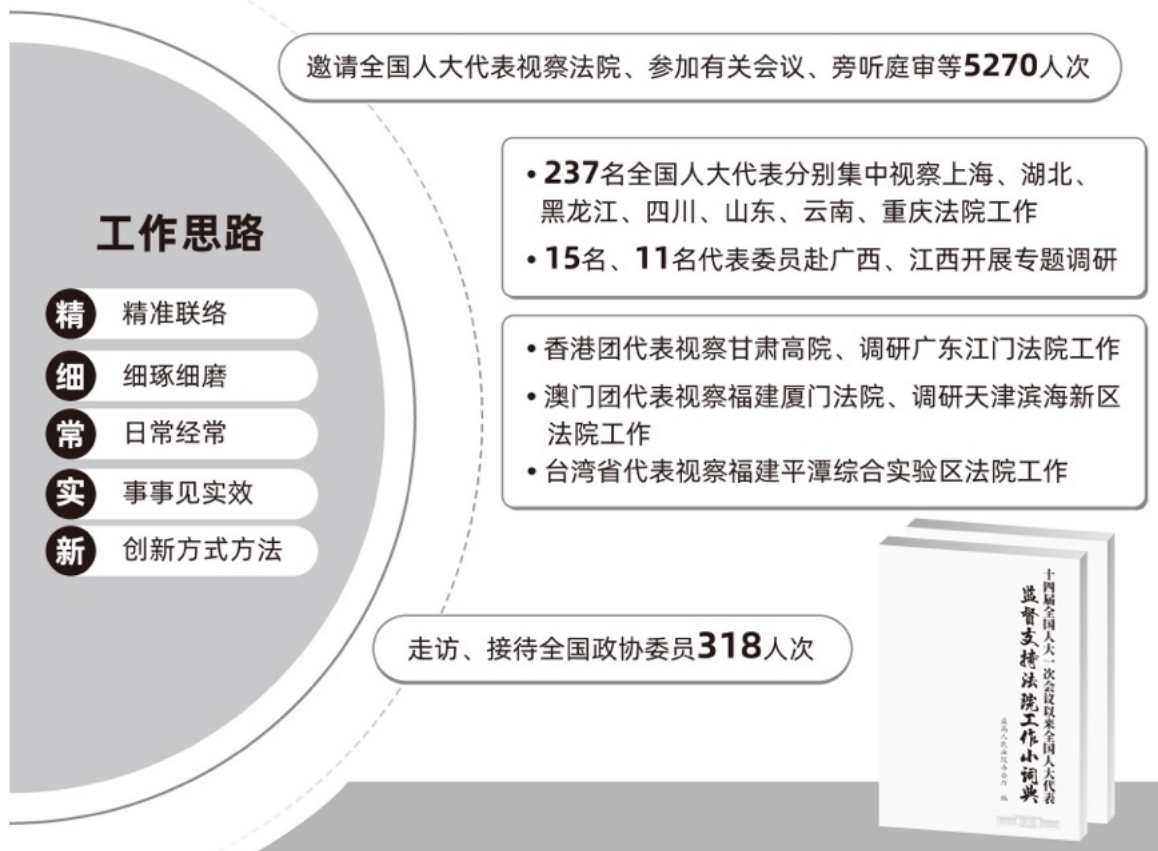 邀请全国人大代表视察法院、参加有关会议、旁听庭审等5270人次
• 237名全国人大代表分别集中视察上海、湖北、
黑龙江、四川、山东、云南、重庆法院工作
• 15名、11名代表委员赴广西、江西开展专题调研
工作思路
精 精准联络
细 细琢细磨
常 日常经常
实 事事见实效
新 创新方式方法
• 香港团代表视察甘肃高院、调研广东江门法院工作
• 澳门团代表视察福建厦门法院、调研天津滨海新区
法院工作
• 台湾省代表视察福建平潭综合实验区法院工作
走访、接待全国政协委员318人次
十四届全国人大一次会议以来全国人大代表
监督支持法院工作小词典
最高人民法院办公厅 编